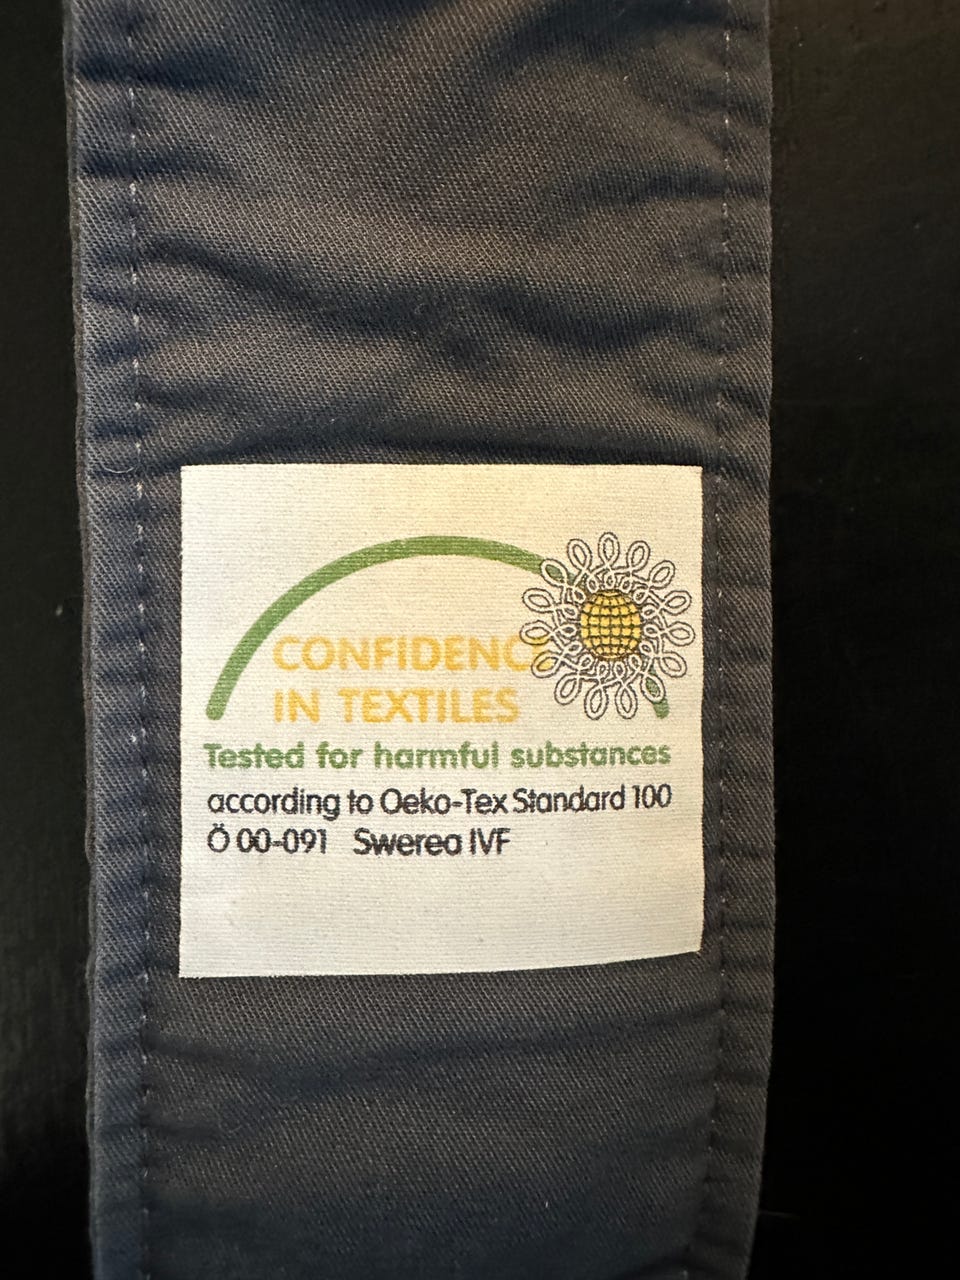 CONFIDENC
IN TEXTILES
Tested for harmful substances
according to Oeko-Tex Standard 100
Ö 00-091 Swerea IVF